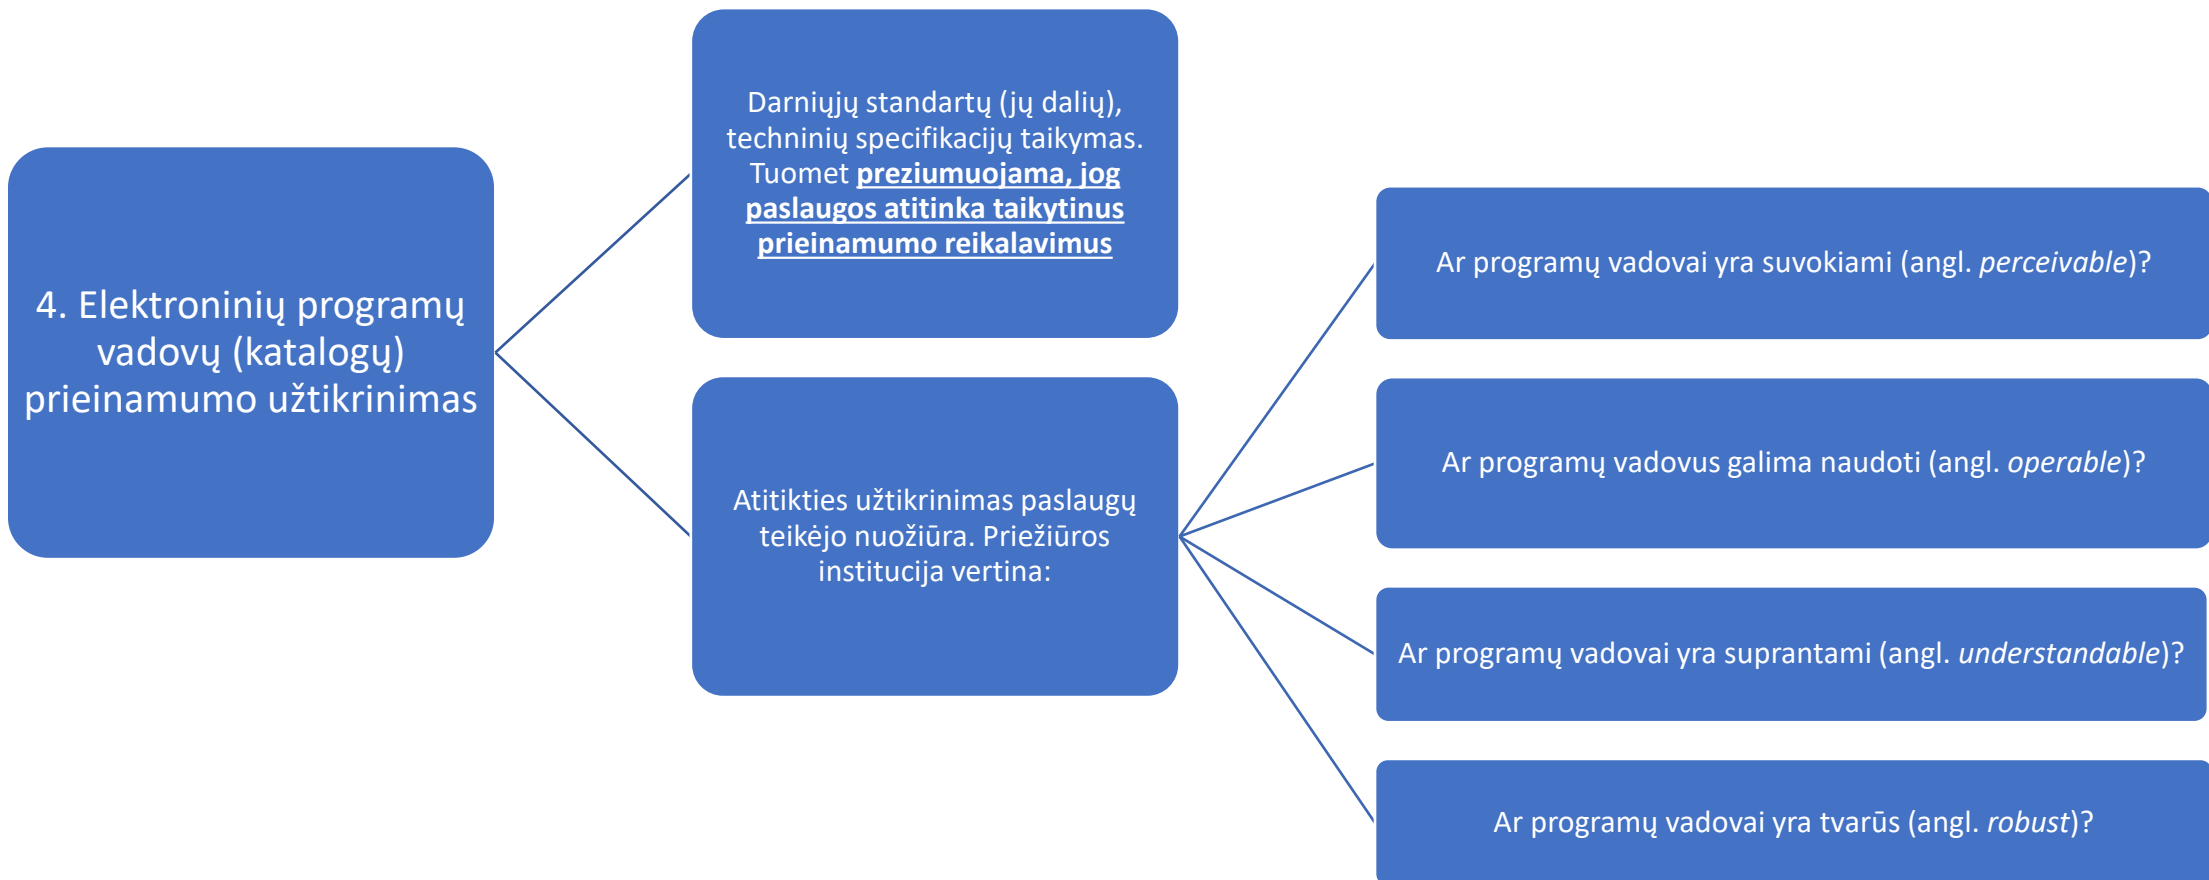 4. Elektroninių programų
vadovų (katalogų)
prieinamumo užtikrinimas
Darniųjų standartų (jų dalių),
techninių specifikacijų taikymas.
Tuomet preziumuojama, jog
paslaugos atitinka taikytinus
prieinamumo reikalavimus
Atitikties užtikrinimas paslaugų
teikėjo nuožiūra. Priežiūros
institucija vertina:
Ar programų vadovai yra suvokiami (angl. perceivable)?
Ar programų vadovus galima naudoti (angl. operable)?
Ar programų vadovai yra suprantami (angl. understandable)?
Ar programų vadovai yra tvarūs (angl. robust)?